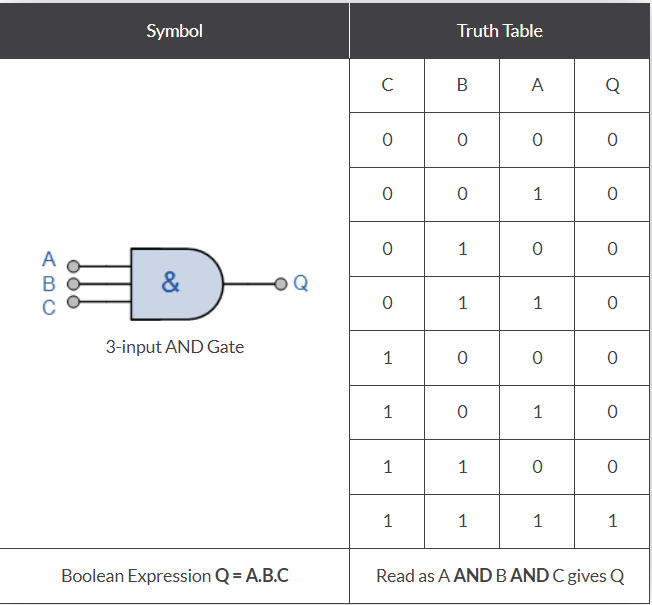 Symbol
Truth Table
C B A Q
0 0 0 0
0 0 1 0
0 1 0 0
0 1 1 0
1 0 0 0
1 0 1 0
1 1 0 0
1 1 1 1
A
B
C
&
Q
3-input AND Gate
Boolean Expression Q = A.B.C
Read as A AND B AND C gives Q